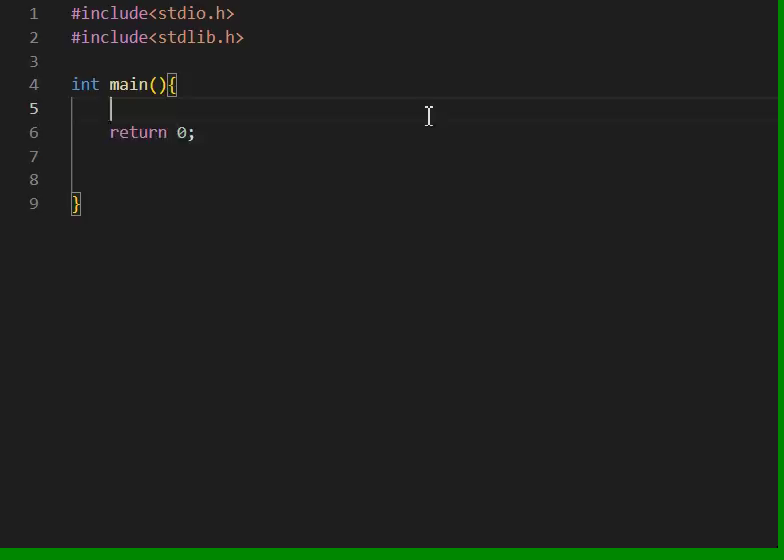 1 #include<stdio.h>
2 #include<stdlib.h>
3
4 int main(){
5
6     return 0;
7
8
9 }